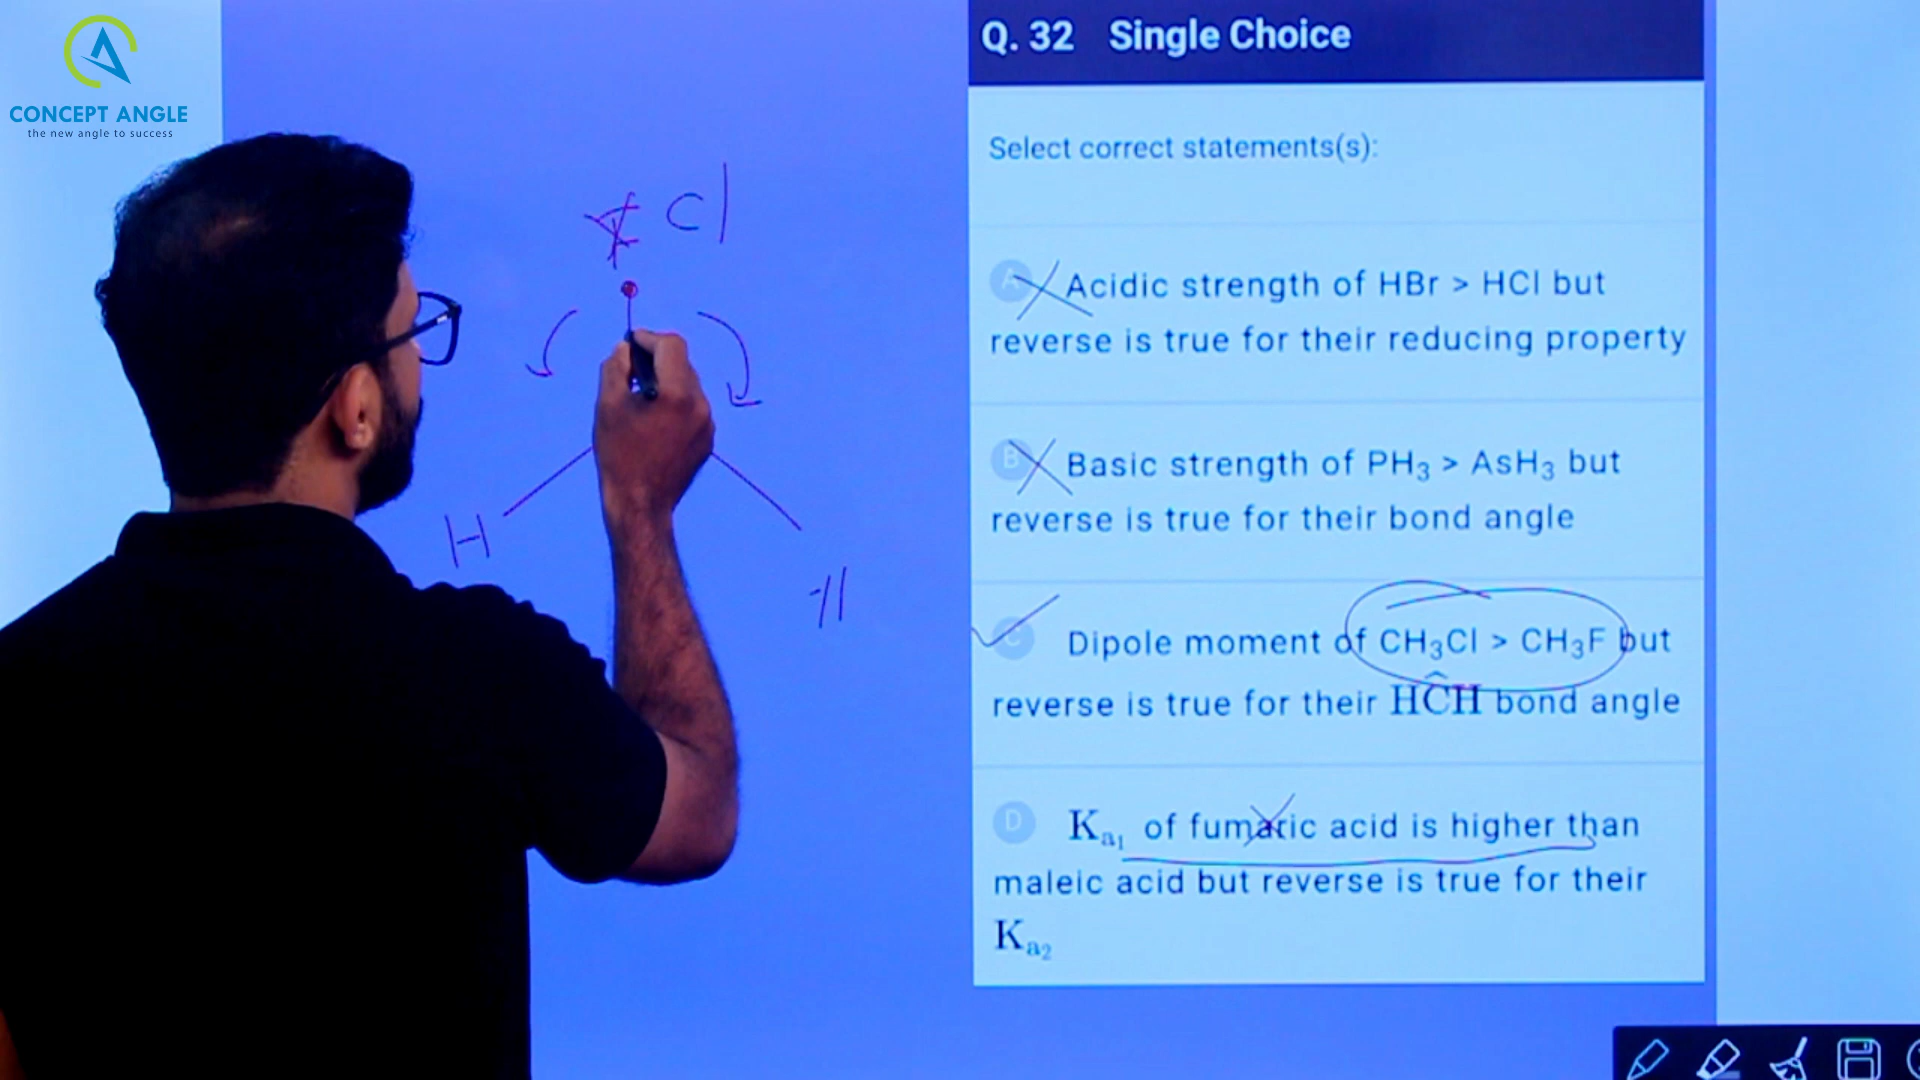 CONCEPT ANGLE
the new angle to success
Q. 32 Single Choice
Select correct statements(s):
A Acidic strength of HBr > HCl but
reverse is true for their reducing property
B Basic strength of PH₃ > AsH₃ but
reverse is true for their bond angle
C Dipole moment of CH₃Cl > CH₃F but
reverse is true for their HĈH bond angle
D Kₐ₁ of fumaric acid is higher than
maleic acid but reverse is true for their
Kₐ₂
Cl
H
H